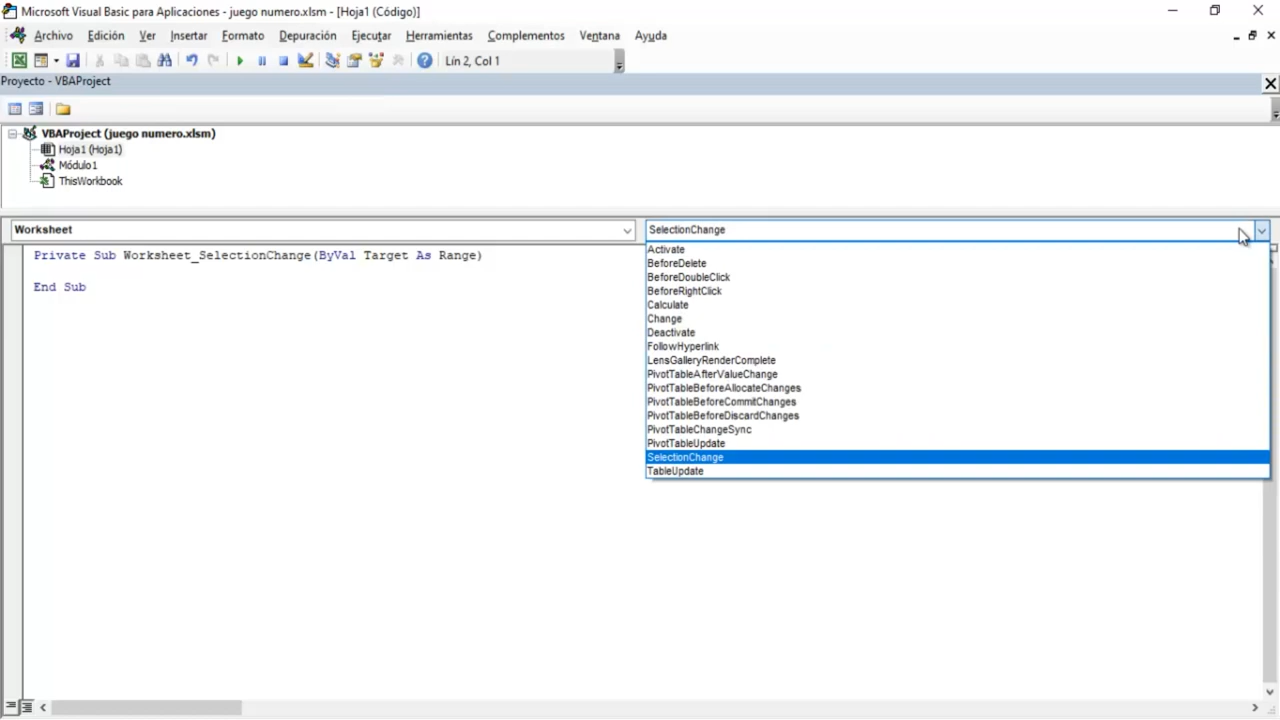 Microsoft Visual Basic para Aplicaciones - juego numero.xlsm - [Hoja1 (Código)]
Archivo Edición Ver Insertar Formato Depuración Ejecutar Herramientas Complementos Ventana Ayuda
Lín 2, Col 1
Proyecto - VBAProject
VBAProject (juego numero.xlsm)
Hoja1 (Hoja1)
Módulo1
ThisWorkbook
Worksheet
SelectionChange
Private Sub Worksheet_SelectionChange(ByVal Target As Range)
End Sub
Activate
BeforeDelete
BeforeDoubleClick
BeforeRightClick
Calculate
Change
Deactivate
FollowHyperlink
LensGalleryRenderComplete
PivotTableAfterValueChange
PivotTableBeforeAllocateChanges
PivotTableBeforeCommitChanges
PivotTableBeforeDiscardChanges
PivotTableChangeSync
PivotTableUpdate
SelectionChange
TableUpdate